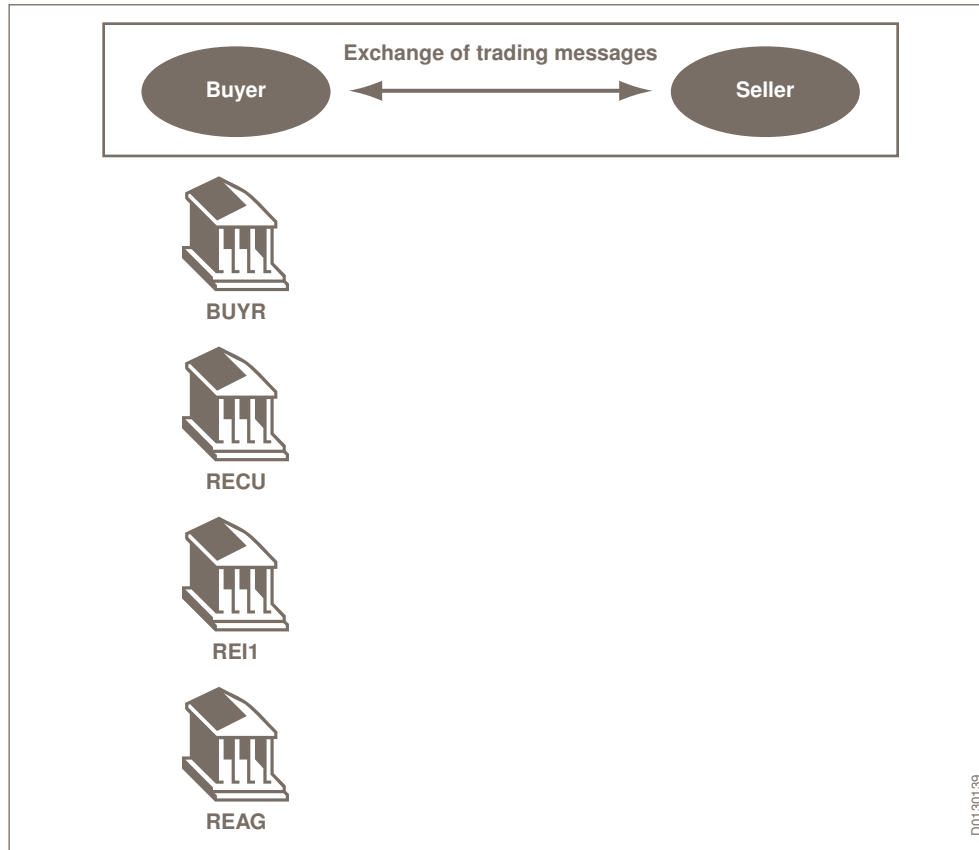 Exchange of trading messages
Buyer
Seller
BUYR
RECU
REI1
REAG
D0130139